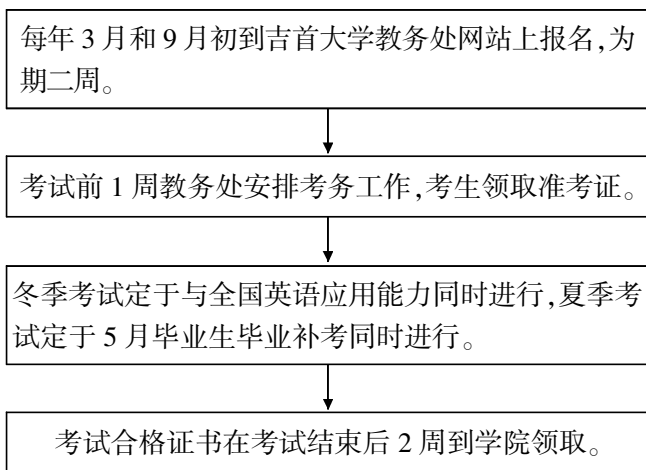 每年 3 月和 9 月初到吉首大学教务处网站上报名,为
期二周。
考试前 1 周教务处安排考务工作,考生领取准考证。
冬季考试定于与全国英语应用能力同时进行,夏季考
试定于 5 月毕业生毕业补考同时进行。
考试合格证书在考试结束后 2 周到学院领取。